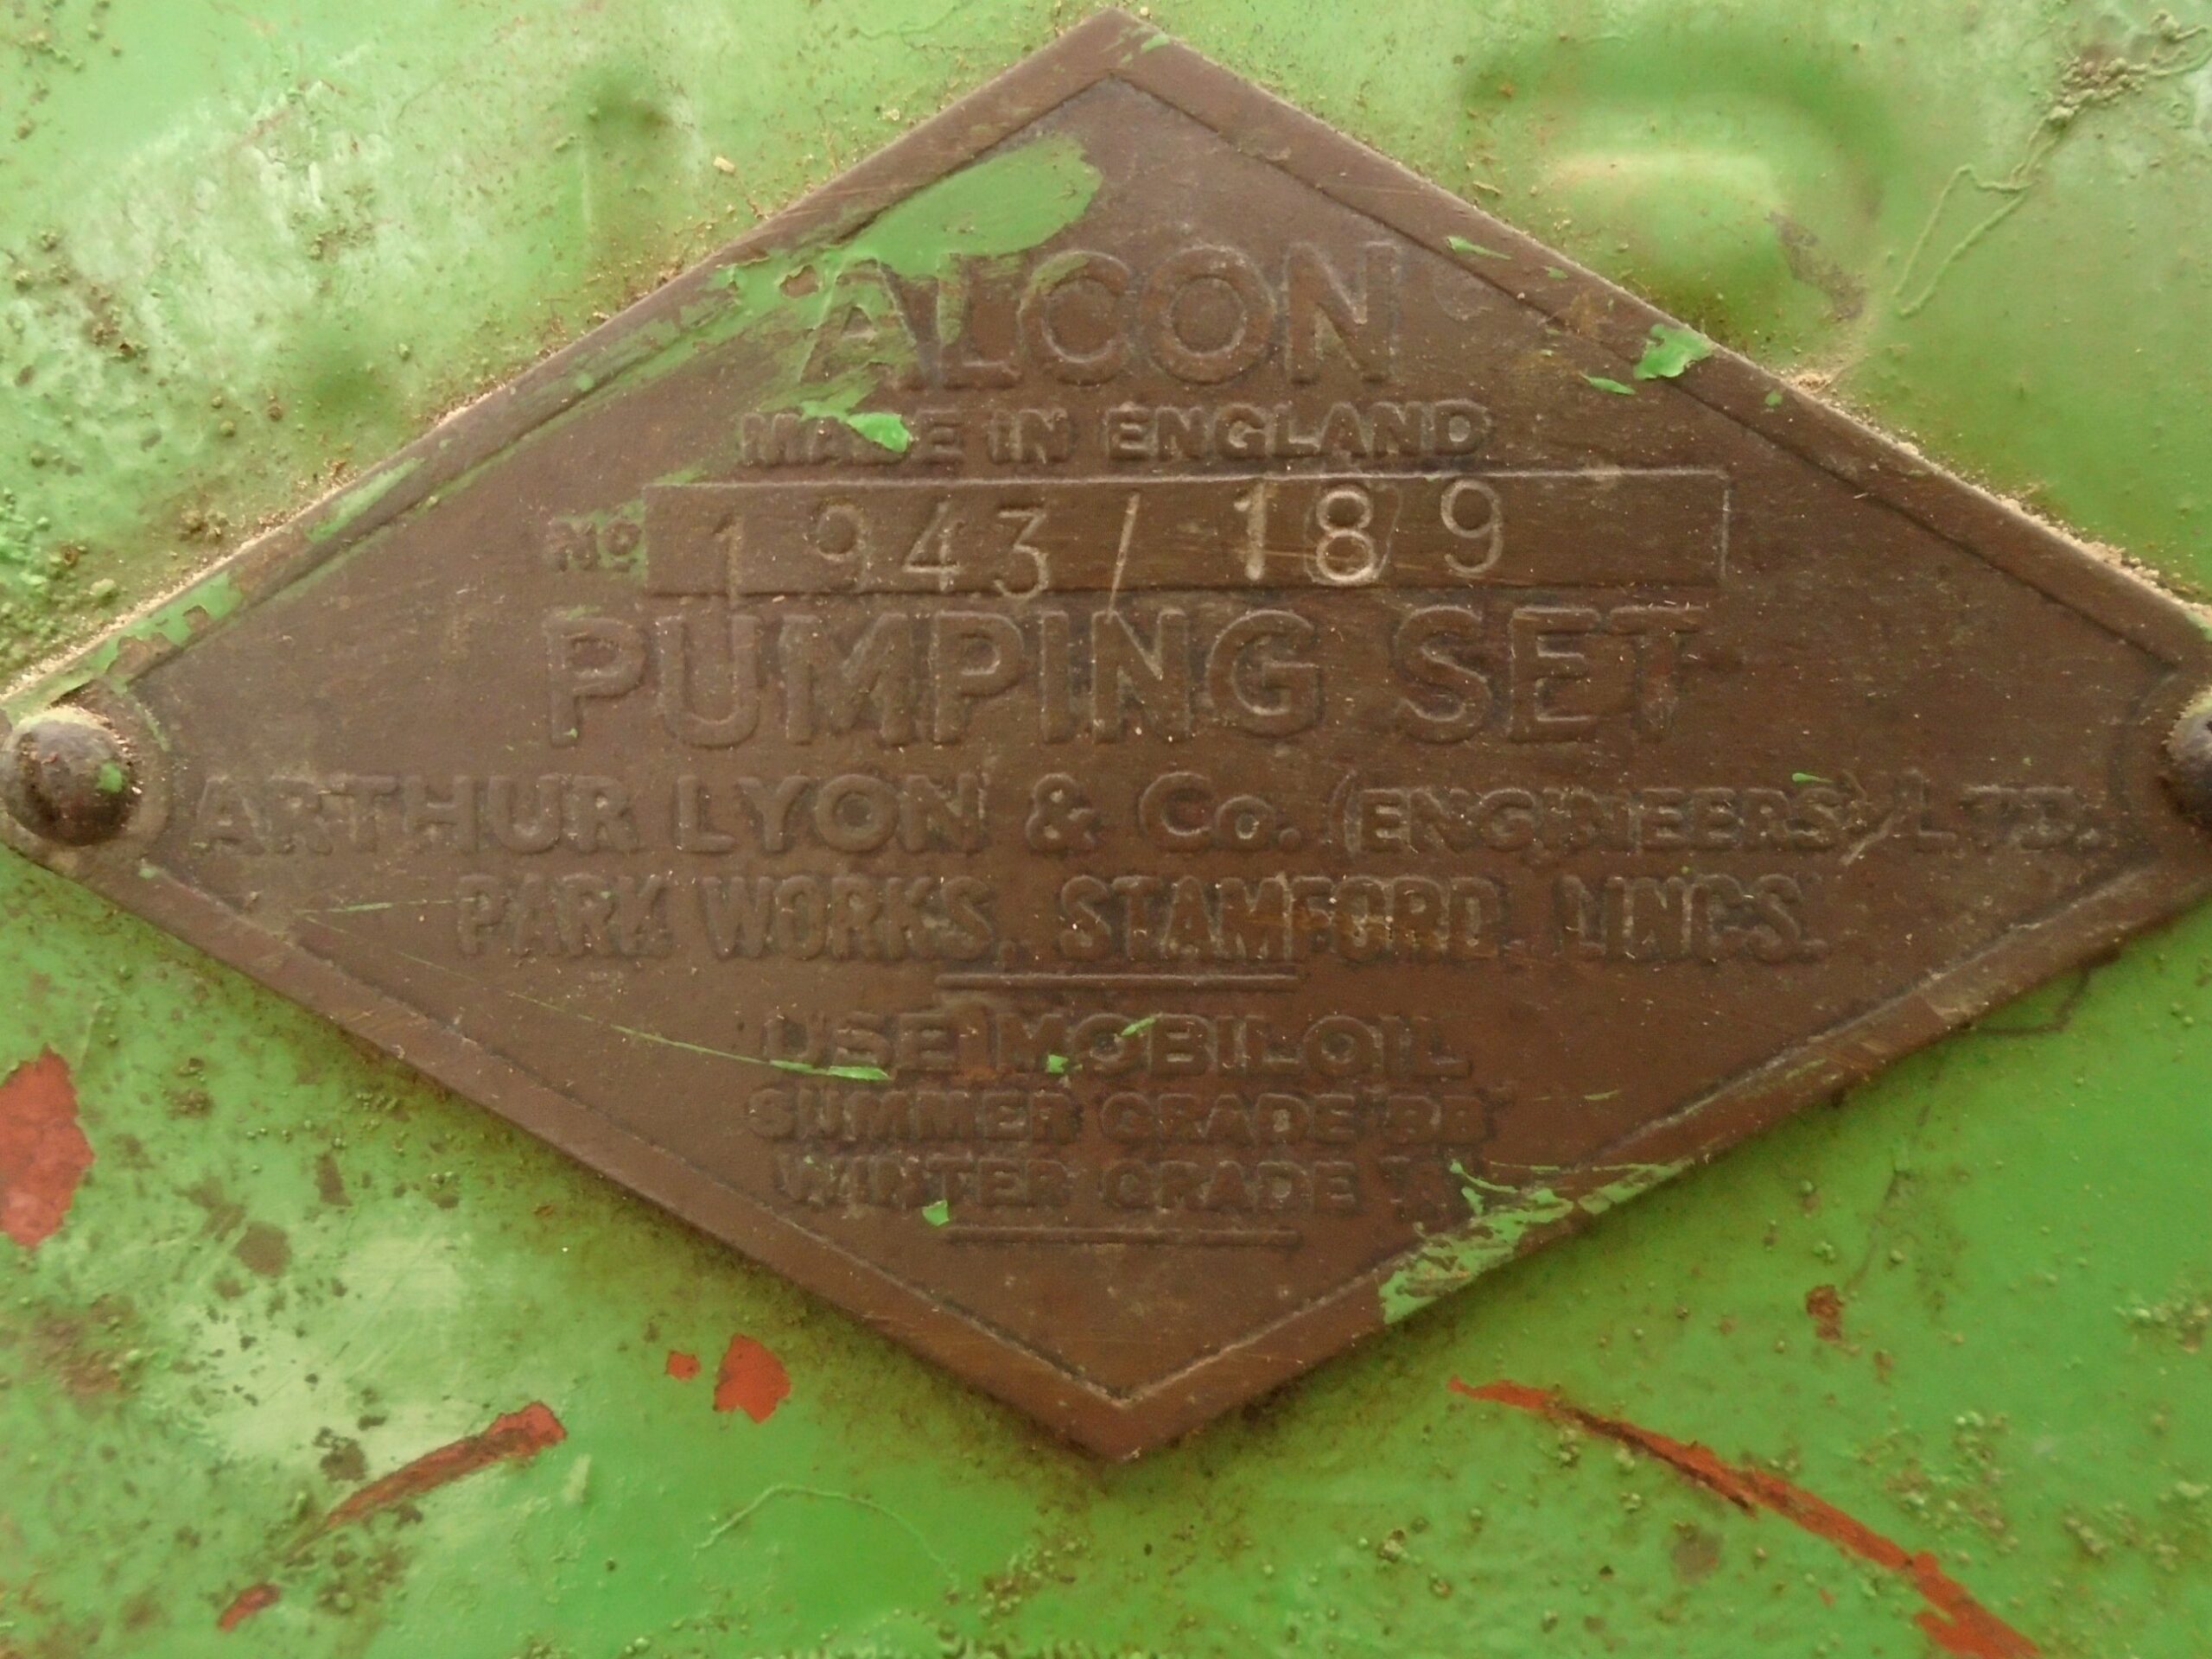 ALCON
MADE IN ENGLAND
No 1943/189
PUMPING SET
ARTHUR LYON & Co. (ENGINEERS) LTD.
PARK WORKS, STAMFORD, LINCS.
USE MOBILOIL
SUMMER GRADE 'BB'
WINTER GRADE 'A'